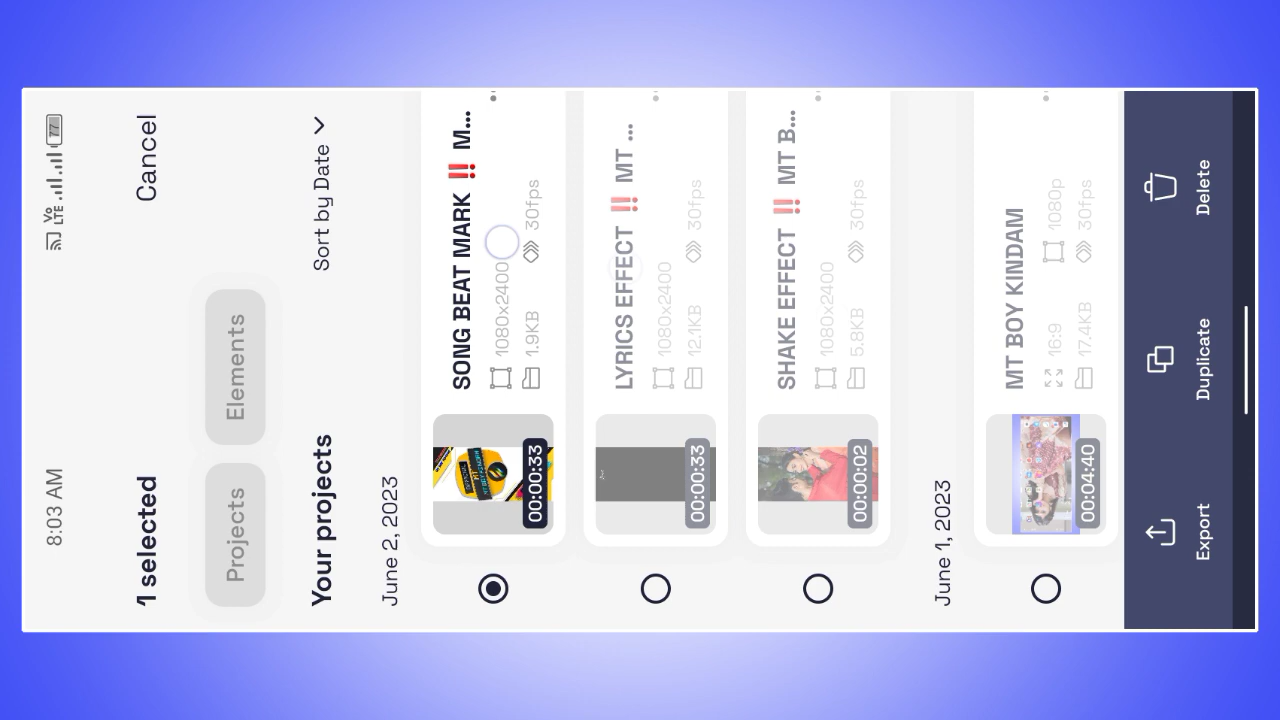 8:03 AM
Vo
LTE
77
1 selected
Cancel
Projects
Elements
Your projects
Sort by Date
June 2, 2023
SONG BEAT MARK ‼️ M...
1080x2400
1.9KB
30fps
00:00:33
LYRICS EFFECT ‼️ MT ...
1080x2400
12.1KB
30fps
00:00:33
SHAKE EFFECT ‼️ MT B...
1080x2400
5.8KB
30fps
00:00:02
June 1, 2023
MT BOY KINDAM
16:9
1080p
17.4KB
30fps
00:04:40
Export
Duplicate
Delete